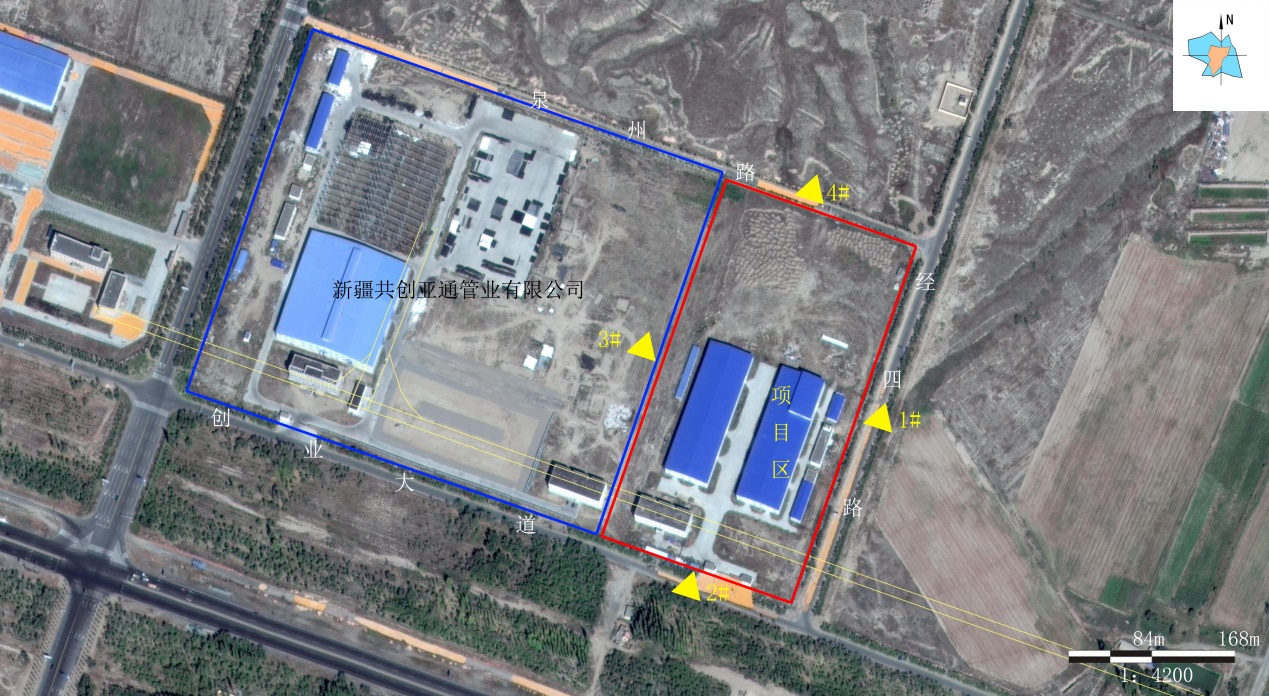 N
泉州路
4#
经四路
新疆共创亚通管业有限公司
3#
项目区
1#
创业大道
2#
84m 168m
1: 4200